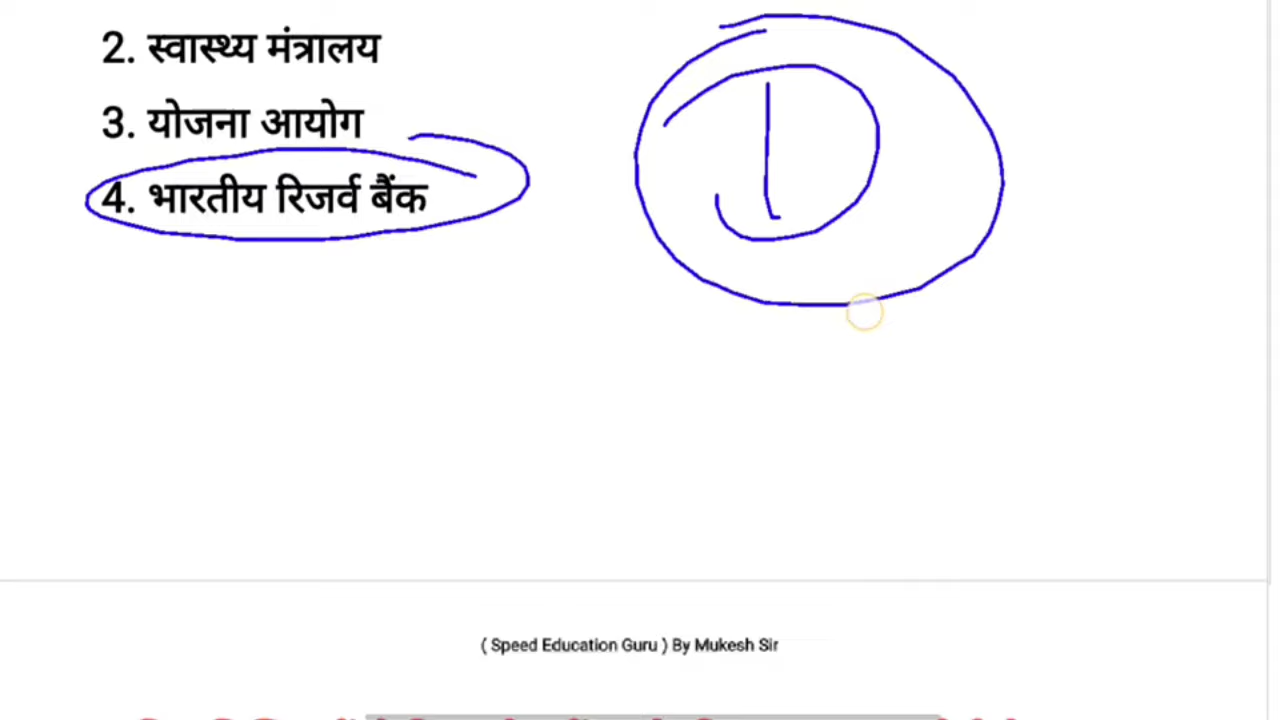 2. स्वास्थ्य मंत्रालय
3. योजना आयोग
4. भारतीय रिजर्व बैंक
D
( Speed Education Guru ) By Mukesh Sir